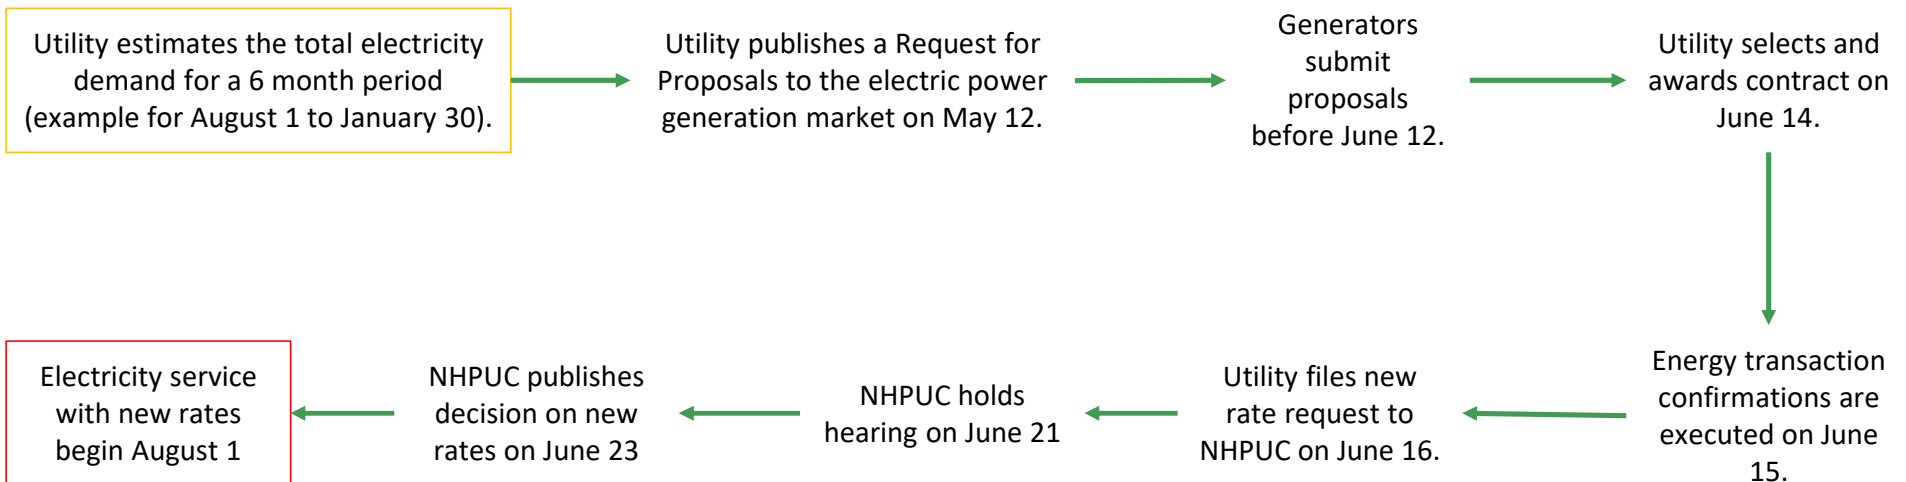 Utility estimates the total electricity
demand for a 6 month period
(example for August 1 to January 30).
Utility publishes a Request for
Proposals to the electric power
generation market on May 12.
Generators
submit
proposals
before June 12.
Utility selects and
awards contract on
June 14.
Energy transaction
confirmations are
executed on June
15.
Utility files new
rate request to
NHPUC on June 16.
NHPUC holds
hearing on June 21
NHPUC publishes
decision on new
rates on June 23
Electricity service
with new rates
begin August 1